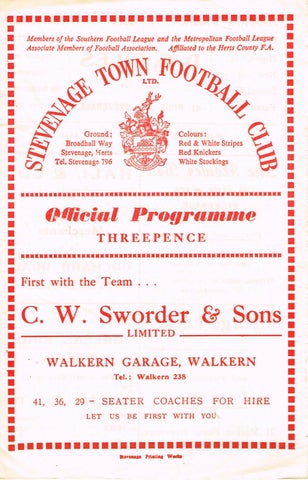 Members of the Southern Football League and the Metropolitan Football League
Associate Members of Football Association. Affiliated to the Herts County F.A.
STEVENAGE TOWN FOOTBALL CLUB
LTD.
Ground:
Broadhall Way
Stevenage, Herts
Tel. Stevenage 796
Colours:
Red & White Stripes
Red Knickers
White Stockings
Official Programme
THREEPENCE
First with the Team . . .
C. W. Sworder & Sons
LIMITED
WALKERN GARAGE, WALKERN
Tel.: Walkern 238
41, 36, 29 - SEATER COACHES FOR HIRE
LET US BE FIRST WITH YOU
Stevenage Printing Works